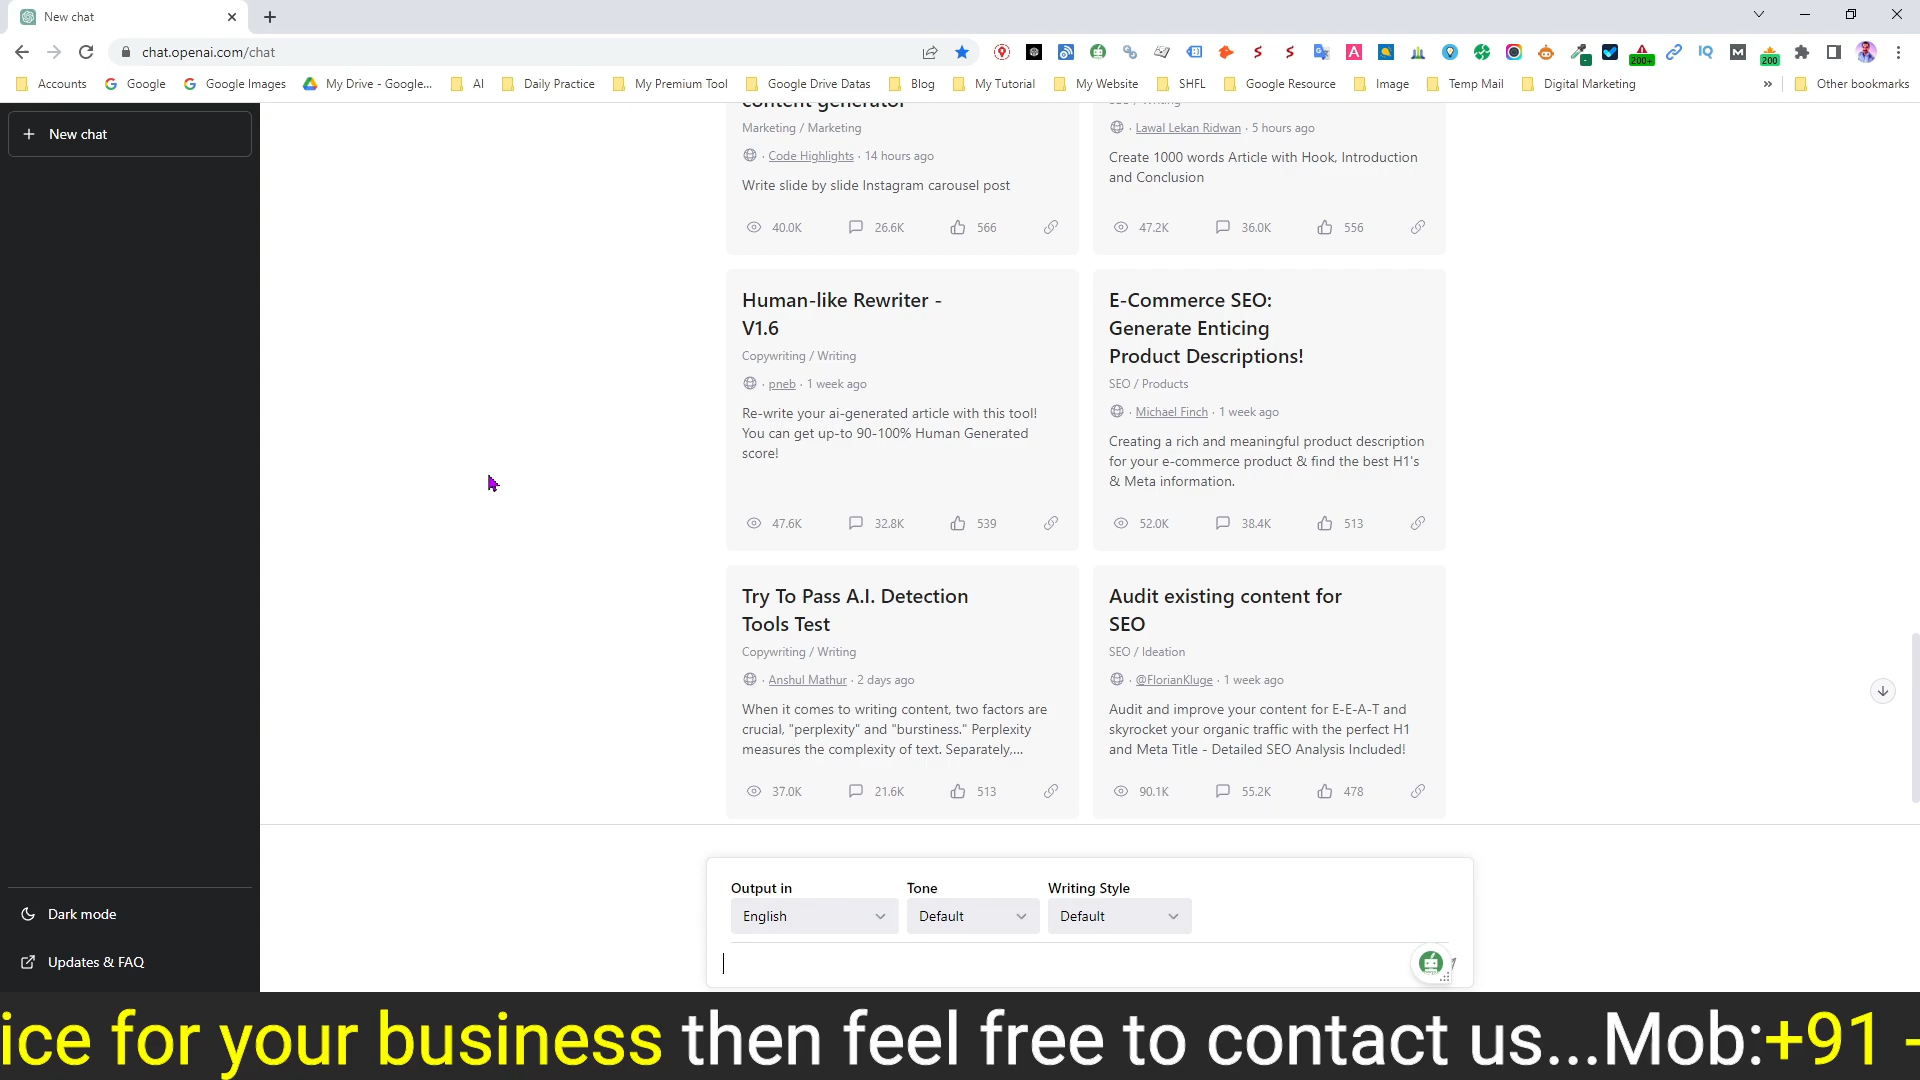 New chat
chat.openai.com/chat
200+
200
Accounts
Google
Google Images
My Drive - Google...
AI
Daily Practice
My Premium Tool
Google Drive Datas
Blog
My Tutorial
My Website
SHFL
Google Resource
Image
Temp Mail
Digital Marketing
»
Other bookmarks
New chat
content generator
Marketing / Marketing
· Code Highlights · 14 hours ago
Write slide by slide Instagram carousel post
40.0K 26.6K 566
SEO / Writing
· Lawal Lekan Ridwan · 5 hours ago
Create 1000 words Article with Hook, Introduction
and Conclusion
47.2K 36.0K 556
Human-like Rewriter -
V1.6
Copywriting / Writing
· pneb · 1 week ago
Re-write your ai-generated article with this tool!
You can get up-to 90-100% Human Generated
score!
47.6K 32.8K 539
E-Commerce SEO:
Generate Enticing
Product Descriptions!
SEO / Products
· Michael Finch · 1 week ago
Creating a rich and meaningful product description
for your e-commerce product & find the best H1's
& Meta information.
52.0K 38.4K 513
Try To Pass A.I. Detection
Tools Test
Copywriting / Writing
· Anshul Mathur · 2 days ago
When it comes to writing content, two factors are
crucial, "perplexity" and "burstiness." Perplexity
measures the complexity of text. Separately,...
37.0K 21.6K 513
Audit existing content for
SEO
SEO / Ideation
· @FlorianKluge · 1 week ago
Audit and improve your content for E-E-A-T and
skyrocket your organic traffic with the perfect H1
and Meta Title - Detailed SEO Analysis Included!
90.1K 55.2K 478
Output in Tone Writing Style
English Default Default
Dark mode
Updates & FAQ
ice for your business then feel free to contact us...Mob:+91 -